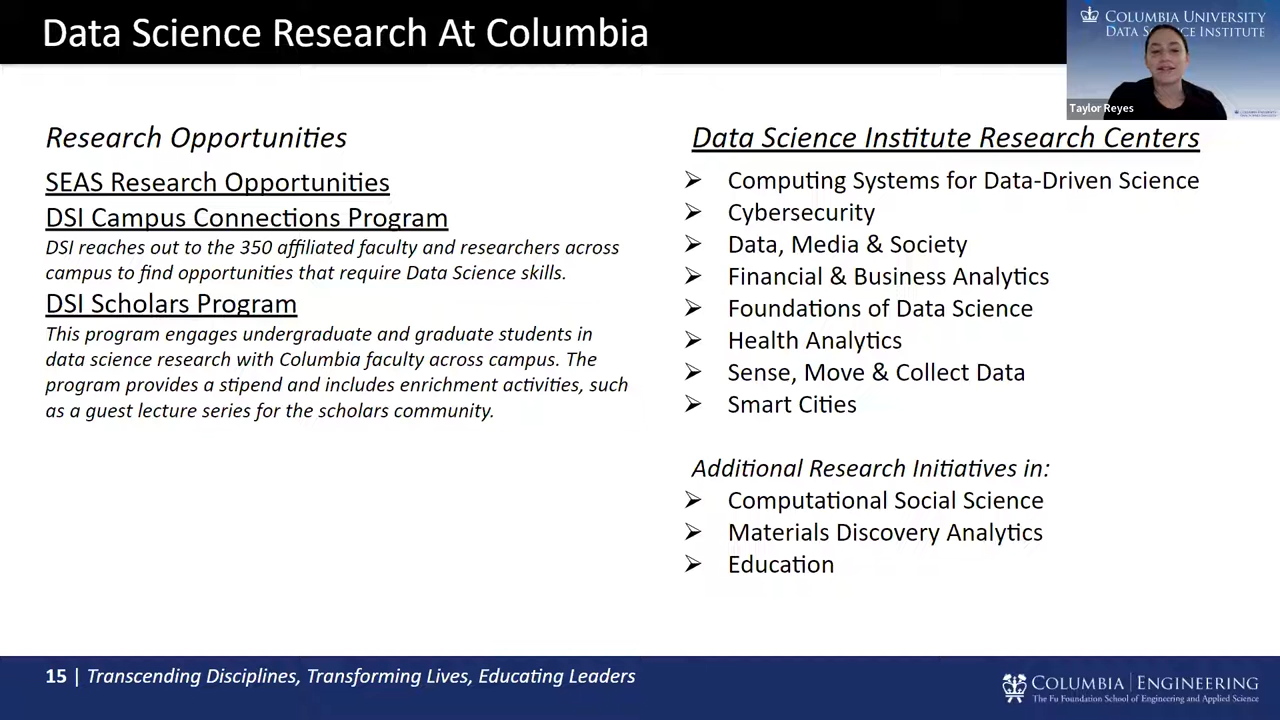 Data Science Research At Columbia
COLUMBIA UNIVERSITY
DATA SCIENCE INSTITUTE
Taylor Reyes
Research Opportunities
SEAS Research Opportunities
DSI Campus Connections Program
DSI reaches out to the 350 affiliated faculty and researchers across
campus to find opportunities that require Data Science skills.
DSI Scholars Program
This program engages undergraduate and graduate students in
data science research with Columbia faculty across campus. The
program provides a stipend and includes enrichment activities, such
as a guest lecture series for the scholars community.
Data Science Institute Research Centers
➢ Computing Systems for Data-Driven Science
➢ Cybersecurity
➢ Data, Media & Society
➢ Financial & Business Analytics
➢ Foundations of Data Science
➢ Health Analytics
➢ Sense, Move & Collect Data
➢ Smart Cities
Additional Research Initiatives in:
➢ Computational Social Science
➢ Materials Discovery Analytics
➢ Education
15 | Transcending Disciplines, Transforming Lives, Educating Leaders
COLUMBIA | ENGINEERING
The Fu Foundation School of Engineering and Applied Science